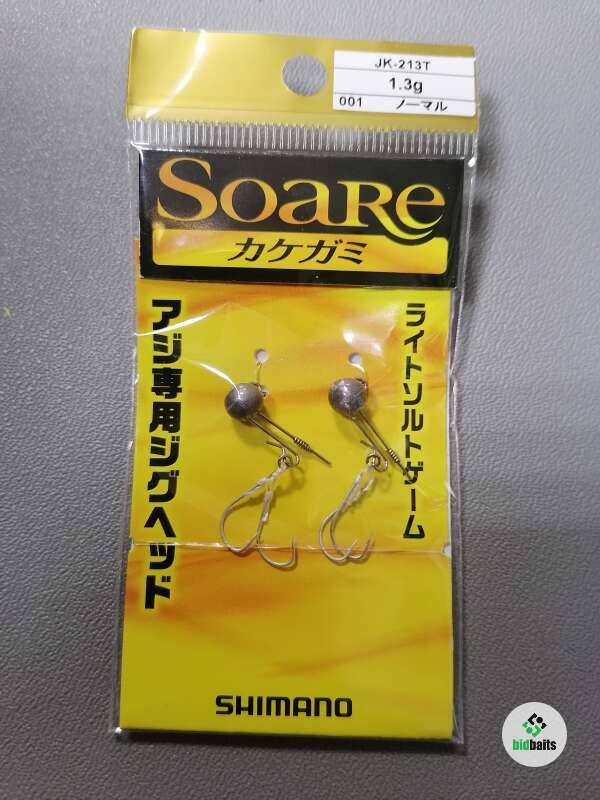 JK-213T
1.3g
001 ノーマル
SOARE
カケガミ
ライトソルトゲーム
アジ専用ジグヘッド
SHIMANO
bidbaits